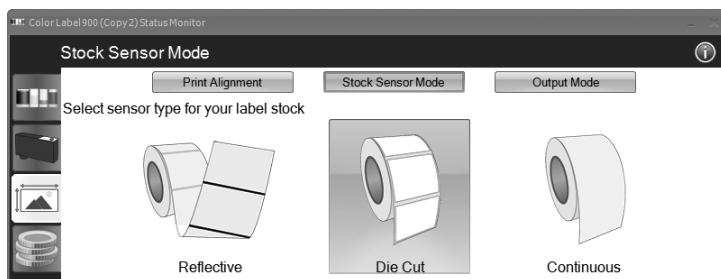 Color Label 900 (Copy 2) Status Monitor
Stock Sensor Mode
Print Alignment Stock Sensor Mode Output Mode
Select sensor type for your label stock
Reflective Die Cut Continuous